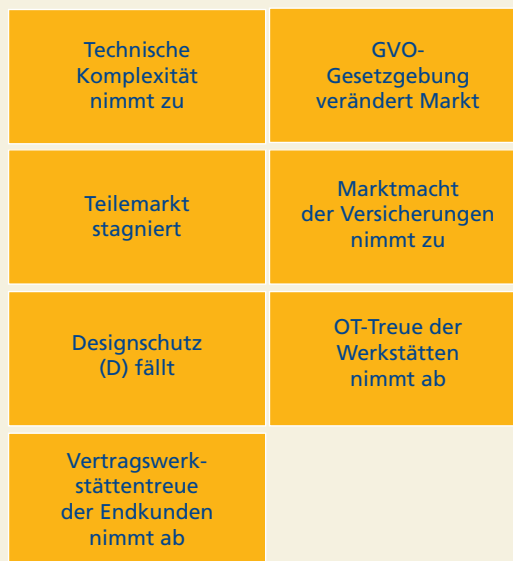 Technische
Komplexität
nimmt zu
GVO-
Gesetzgebung
verändert Markt
Teilemarkt
stagniert
Marktmacht
der Versicherungen
nimmt zu
Designschutz
(D) fällt
OT-Treue der
Werkstätten
nimmt ab
Vertragswerk-
stättentreue
der Endkunden
nimmt ab